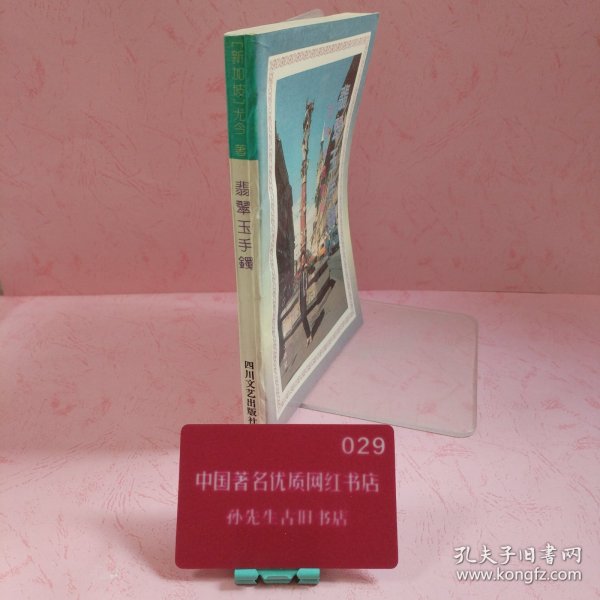 [新加坡]尤今 著
翡翠玉手鐲
四川文艺出版社
029
中国著名优质网红书店
孙先生古旧书店
孔夫子旧书网
www.kongfz.com